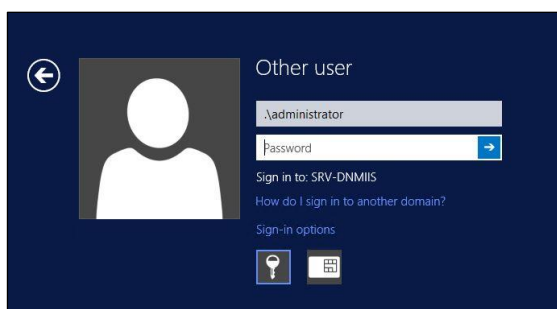 Other user
.\administrator
Password
Sign in to: SRV-DNMIIS
How do I sign in to another domain?
Sign-in options